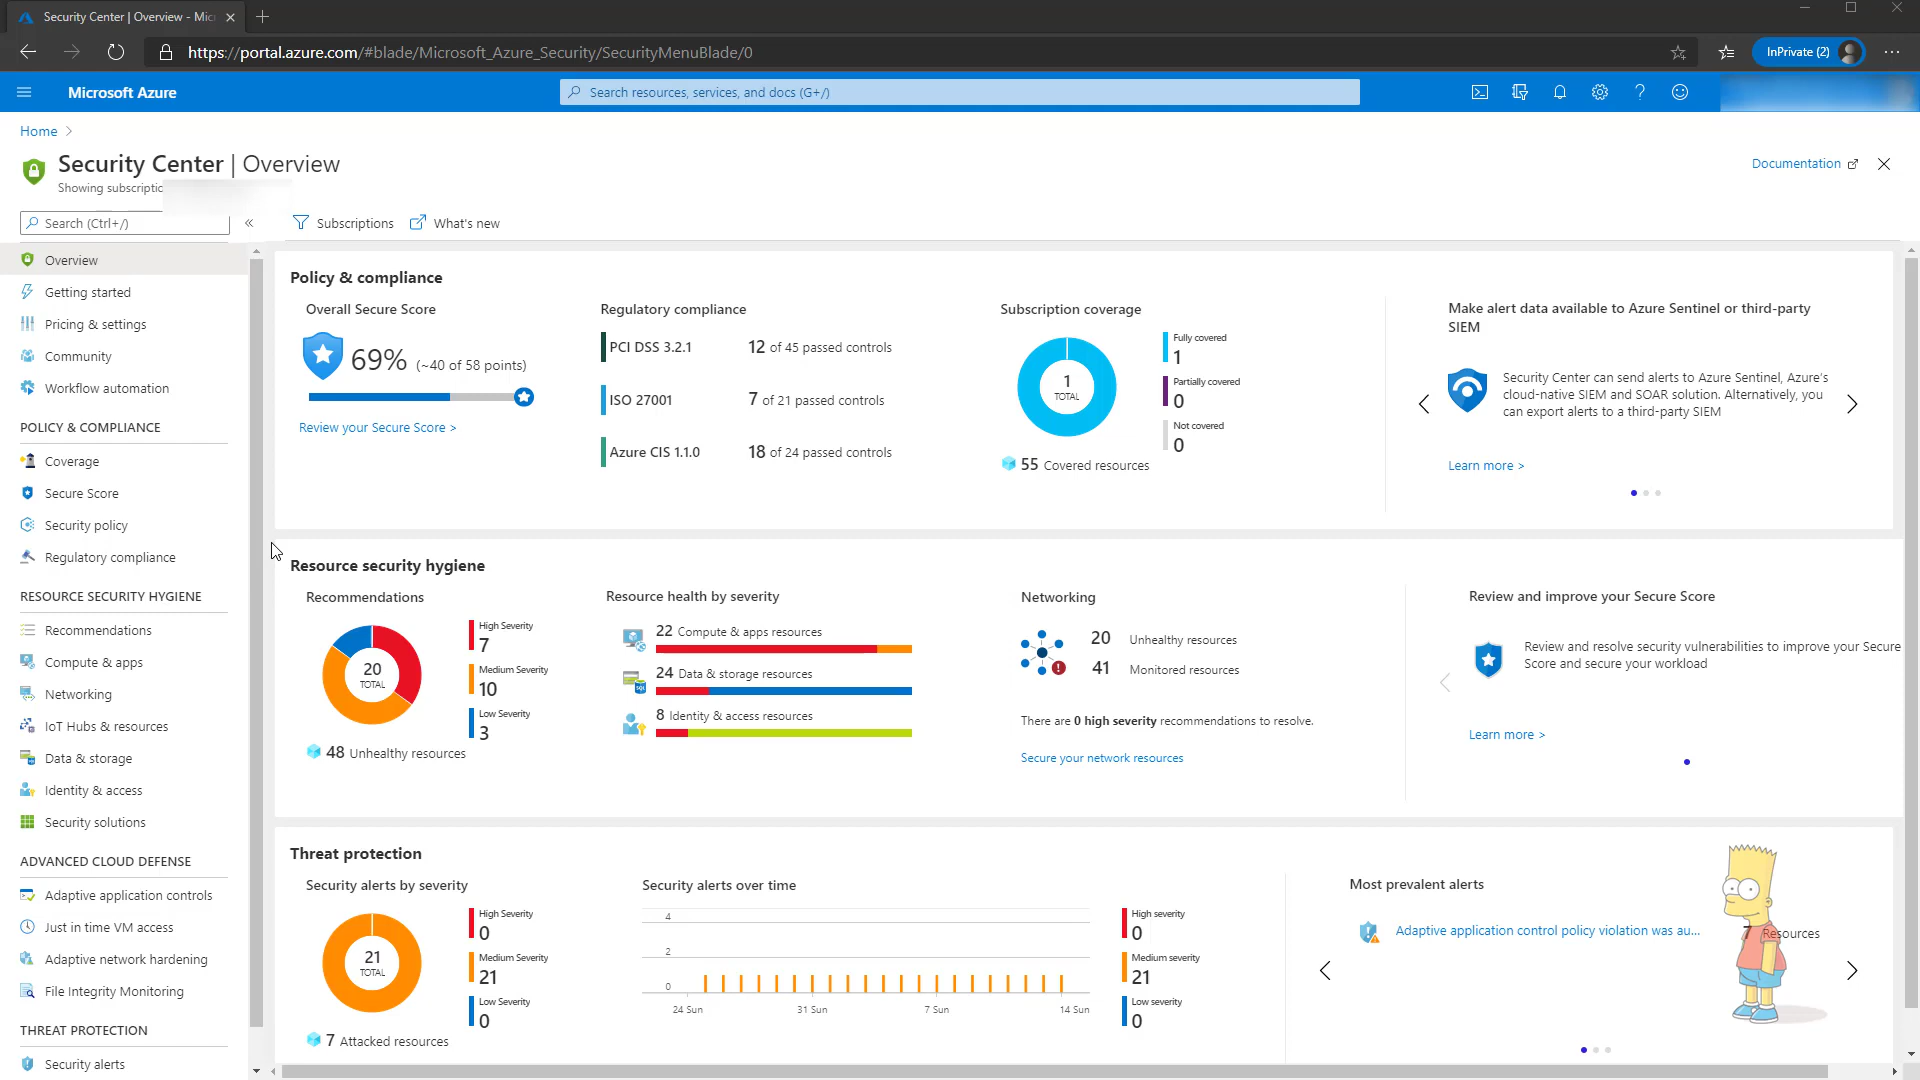 Security Center | Overview - Mic
https://portal.azure.com/#blade/Microsoft_Azure_Security/SecurityMenuBlade/0
InPrivate (2)
Microsoft Azure
Search resources, services, and docs (G+/)
Home
Security Center | Overview
Showing subscriptio
Documentation
Search (Ctrl+/)
Subscriptions
What's new
Overview
Getting started
Pricing & settings
Community
Workflow automation
POLICY & COMPLIANCE
Coverage
Secure Score
Security policy
Regulatory compliance
RESOURCE SECURITY HYGIENE
Recommendations
Compute & apps
Networking
IoT Hubs & resources
Data & storage
Identity & access
Security solutions
ADVANCED CLOUD DEFENSE
Adaptive application controls
Just in time VM access
Adaptive network hardening
File Integrity Monitoring
THREAT PROTECTION
Security alerts
Policy & compliance
Overall Secure Score
69% (~40 of 58 points)
Review your Secure Score >
Regulatory compliance
PCI DSS 3.2.1 12 of 45 passed controls
ISO 27001 7 of 21 passed controls
Azure CIS 1.1.0 18 of 24 passed controls
Subscription coverage
1
TOTAL
Fully covered
1
Partially covered
0
Not covered
0
55 Covered resources
Make alert data available to Azure Sentinel or third-party
SIEM
Security Center can send alerts to Azure Sentinel, Azure's
cloud-native SIEM and SOAR solution. Alternatively, you
can export alerts to a third-party SIEM
Learn more >
Resource security hygiene
Recommendations
20
TOTAL
High Severity
7
Medium Severity
10
Low Severity
3
48 Unhealthy resources
Resource health by severity
22 Compute & apps resources
24 Data & storage resources
8 Identity & access resources
Networking
20 Unhealthy resources
41 Monitored resources
There are 0 high severity recommendations to resolve.
Secure your network resources
Review and improve your Secure Score
Review and resolve security vulnerabilities to improve your Secure
Score and secure your workload
Learn more >
Threat protection
Security alerts by severity
21
TOTAL
High Severity
0
Medium Severity
21
Low Severity
0
7 Attacked resources
Security alerts over time
4
2
0
24 Sun 31 Sun 7 Sun 14 Sun
High severity
0
Medium severity
21
Low severity
0
Most prevalent alerts
Adaptive application control policy violation was au...
7 Resources